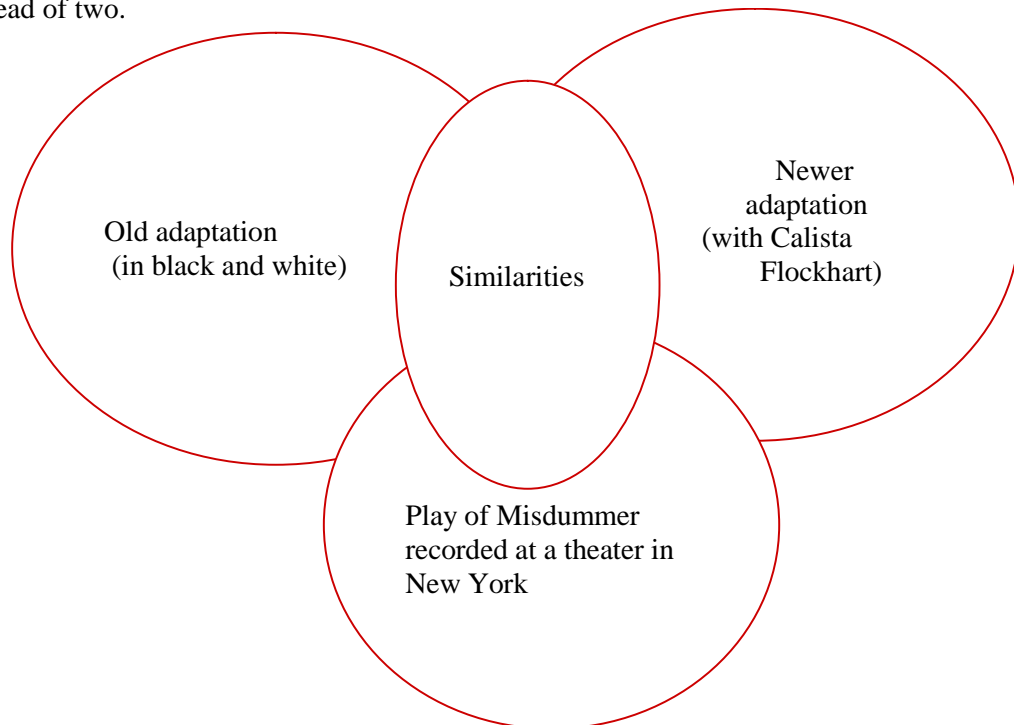 ead of two.
Old adaptation
(in black and white)
Similarities
Newer
adaptation
(with Calista
Flockhart)
Play of Misdummer
recorded at a theater in
New York